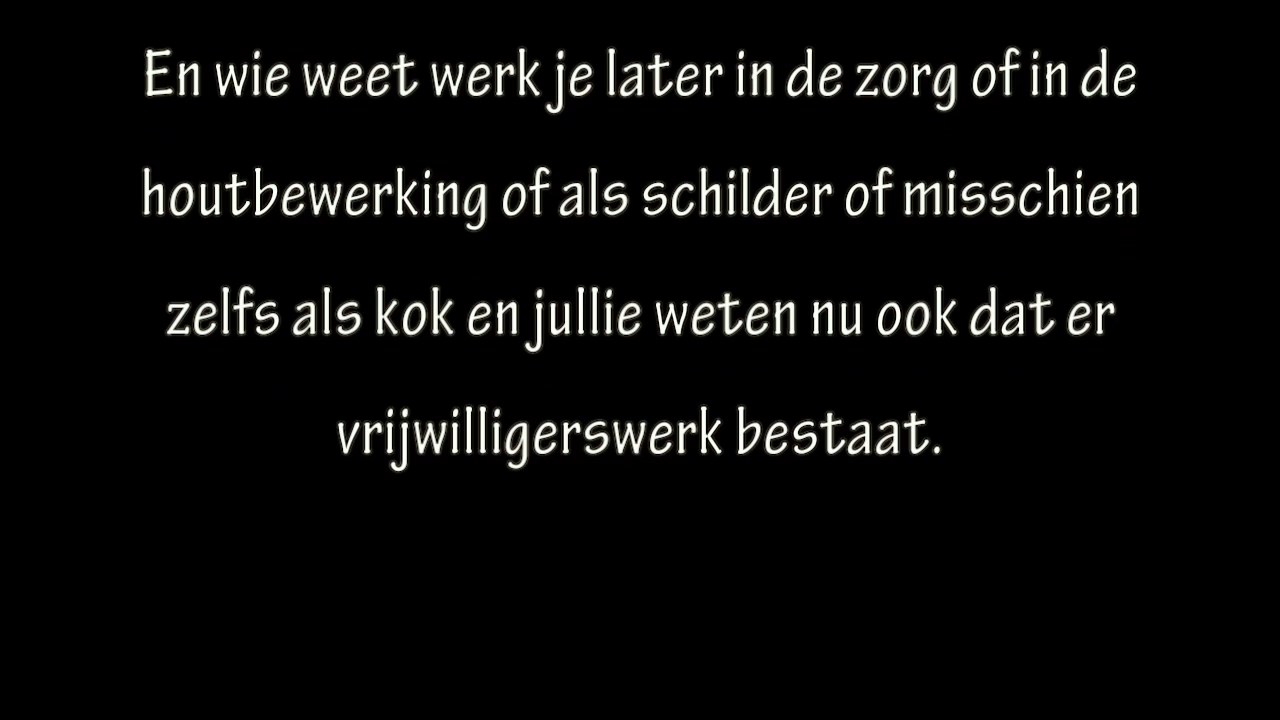 En wie weet werk je later in de zorg of in de
houtbewerking of als schilder of misschien
zelfs als kok en jullie weten nu ook dat er
vrijwilligerswerk bestaat.